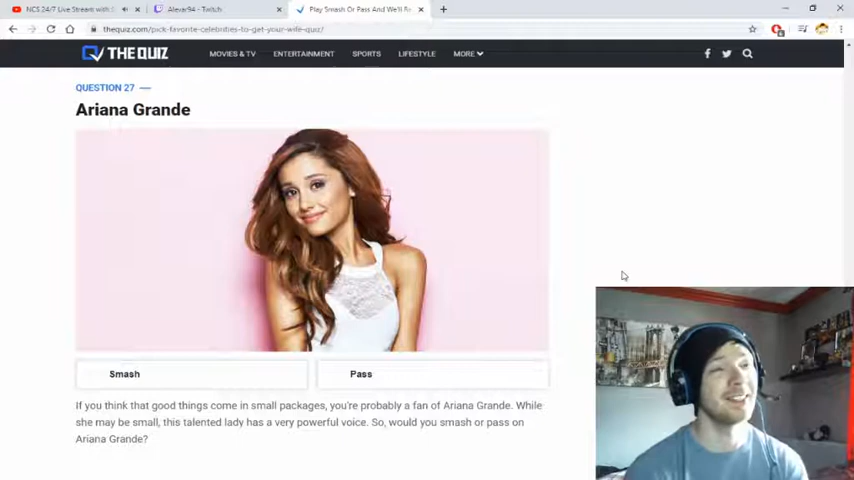 NCS 24/7 Live Stream with
Alevar94 - Twitch
Play Smash Or Pass And We'll Re
thequiz.com/pick-favorite-celebrities-to-get-your-wife-quiz/
THE QUIZ
MOVIES & TV
ENTERTAINMENT
SPORTS
LIFESTYLE
MORE
QUESTION 27
Ariana Grande
Smash
Pass
If you think that good things come in small packages, you're probably a fan of Ariana Grande. While
she may be small, this talented lady has a very powerful voice. So, would you smash or pass on
Ariana Grande?